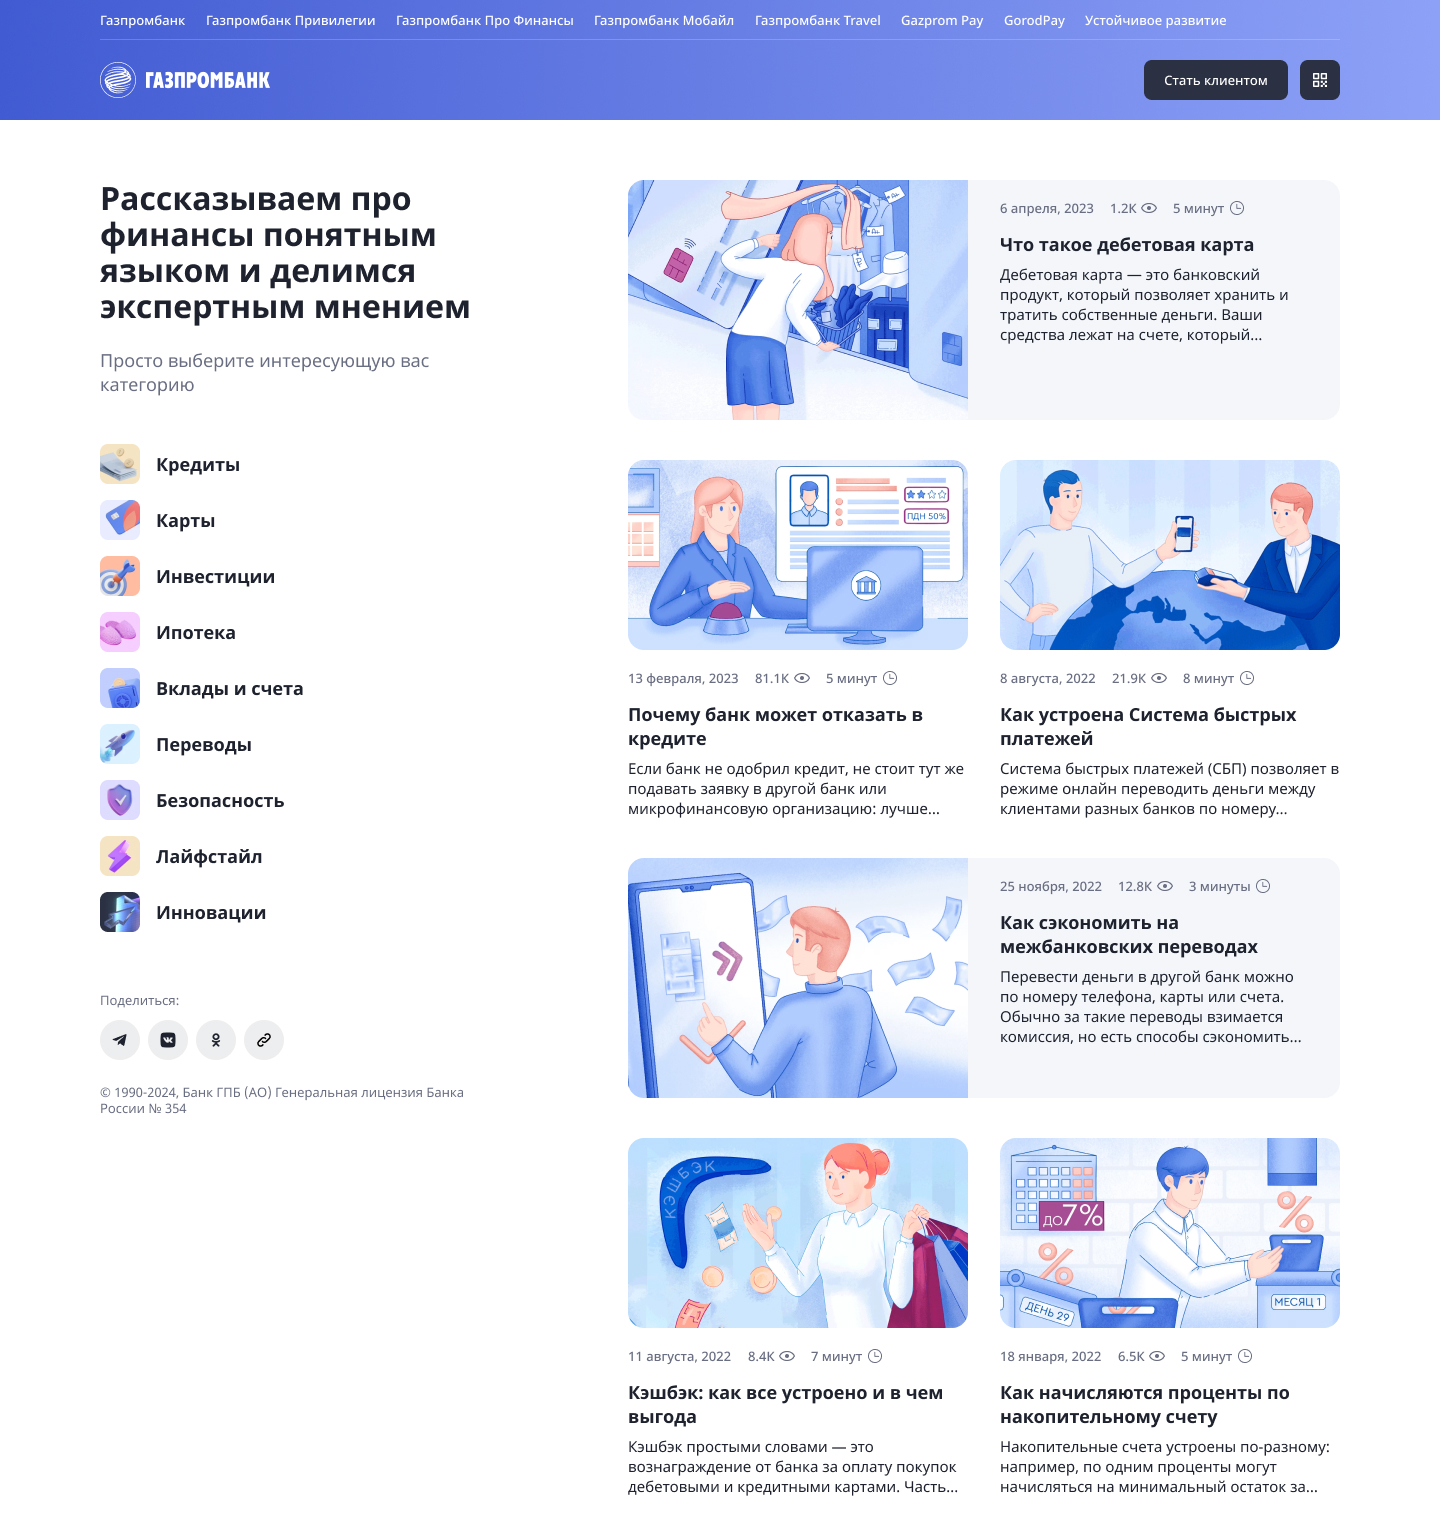 Газпромбанк Газпромбанк Привилегии Газпромбанк Про Финансы Газпромбанк Мобайл Газпромбанк Travel Gazprom Pay GorodPay Устойчивое развитие
ГАЗПРОМБАНК
Стать клиентом
Рассказываем про
финансы понятным
языком и делимся
экспертным мнением
Просто выберите интересующую вас
категорию
Кредиты
Карты
Инвестиции
Ипотека
Вклады и счета
Переводы
Безопасность
Лайфстайл
Инновации
Поделиться:
© 1990-2024, Банк ГПБ (АО) Генеральная лицензия Банка
России № 354
6 апреля, 2023 1.2K 5 минут
Что такое дебетовая карта
Дебетовая карта — это банковский
продукт, который позволяет хранить и
тратить собственные деньги. Ваши
средства лежат на счете, который...
ПДН 50%
13 февраля, 2023 81.1K 5 минут
Почему банк может отказать в
кредите
Если банк не одобрил кредит, не стоит тут же
подавать заявку в другой банк или
микрофинансовую организацию: лучше...
8 августа, 2022 21.9K 8 минут
Как устроена Система быстрых
платежей
Система быстрых платежей (СБП) позволяет в
режиме онлайн переводить деньги между
клиентами разных банков по номеру...
25 ноября, 2022 12.8K 3 минуты
Как сэкономить на
межбанковских переводах
Перевести деньги в другой банк можно
по номеру телефона, карты или счета.
Обычно за такие переводы взимается
комиссия, но есть способы сэкономить...
КЭШБЭК
11 августа, 2022 8.4K 7 минут
Кэшбэк: как все устроено и в чем
выгода
Кэшбэк простыми словами — это
вознаграждение от банка за оплату покупок
дебетовыми и кредитными картами. Часть...
ДО 7%
ДЕНЬ 29
МЕСЯЦ 1
18 января, 2022 6.5K 5 минут
Как начисляются проценты по
накопительному счету
Накопительные счета устроены по-разному:
например, по одним проценты могут
начисляться на минимальный остаток за...